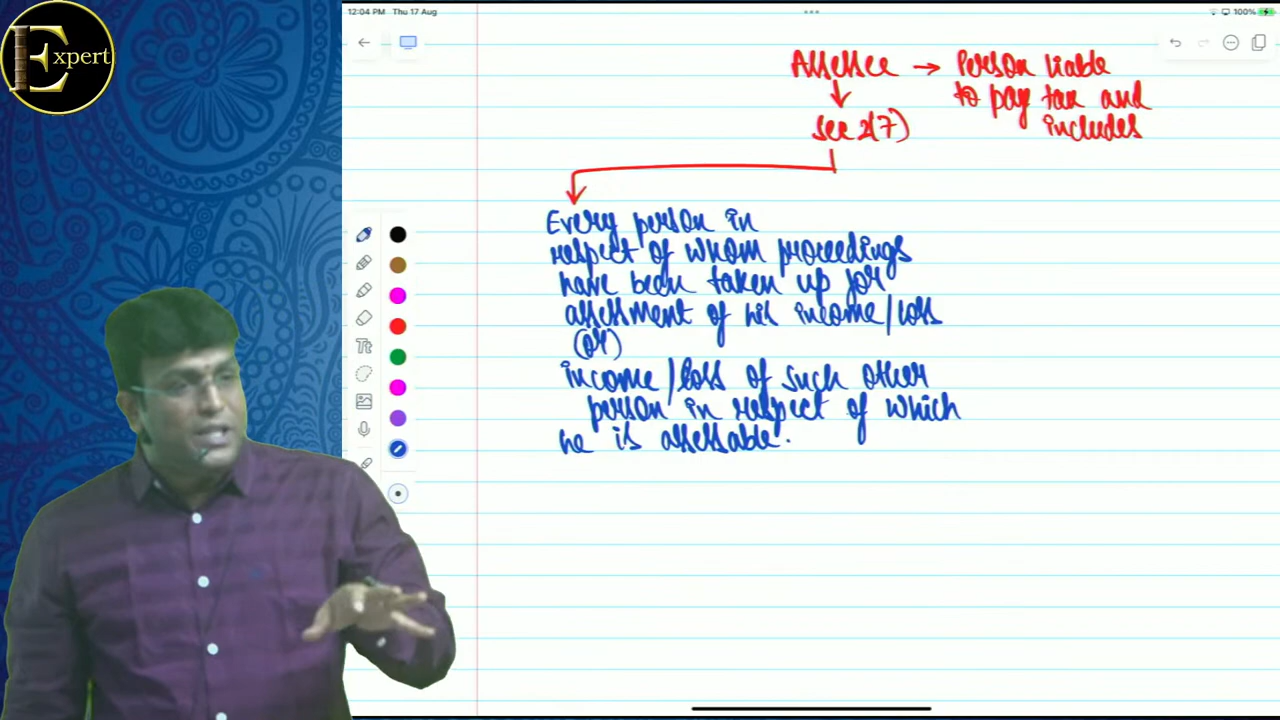 12:04 PM Thu 17 Aug
100%
Expert
Assessee → Person liable
to pay tax and
includes
Sec 2(7)
Every person in
respect of whom proceedings
have been taken up for
assessment of his income/loss
(or)
income/loss of such other
person in respect of which
he is assessable.
Tt